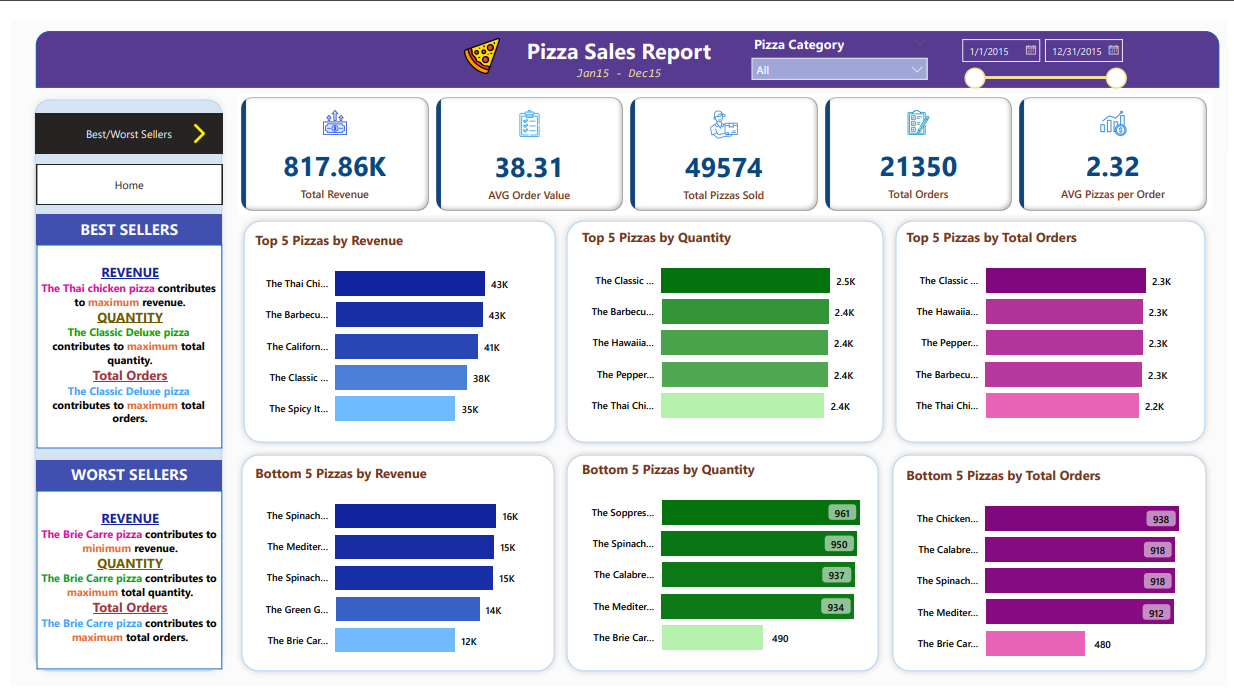 Pizza Sales Report
Jan15 - Dec15
Pizza Category
All
1/1/2015
12/31/2015
Best/Worst Sellers
Home
817.86K
Total Revenue
38.31
AVG Order Value
49574
Total Pizzas Sold
21350
Total Orders
2.32
AVG Pizzas per Order
BEST SELLERS
REVENUE
The Thai chicken pizza contributes
to maximum revenue.
QUANTITY
The Classic Deluxe pizza
contributes to maximum total
quantity.
Total Orders
The Classic Deluxe pizza
contributes to maximum total
orders.
WORST SELLERS
REVENUE
The Brie Carre pizza contributes to
minimum revenue.
QUANTITY
The Brie Carre pizza contributes to
maximum total quantity.
Total Orders
The Brie Carre pizza contributes to
maximum total orders.
Top 5 Pizzas by Revenue
The Thai Chi... 43K
The Barbecu... 43K
The Californ... 41K
The Classic ... 38K
The Spicy It... 35K
Top 5 Pizzas by Quantity
The Classic ... 2.5K
The Barbecu... 2.4K
The Hawaiia... 2.4K
The Pepper... 2.4K
The Thai Chi... 2.4K
Top 5 Pizzas by Total Orders
The Classic ... 2.3K
The Hawaiia... 2.3K
The Pepper... 2.3K
The Barbecu... 2.3K
The Thai Chi... 2.2K
Bottom 5 Pizzas by Revenue
The Spinach... 16K
The Mediter... 15K
The Spinach... 15K
The Green G... 14K
The Brie Car... 12K
Bottom 5 Pizzas by Quantity
The Soppres... 961
The Spinach... 950
The Calabre... 937
The Mediter... 934
The Brie Car... 490
Bottom 5 Pizzas by Total Orders
The Chicken... 938
The Calabre... 918
The Spinach... 918
The Mediter... 912
The Brie Car... 480